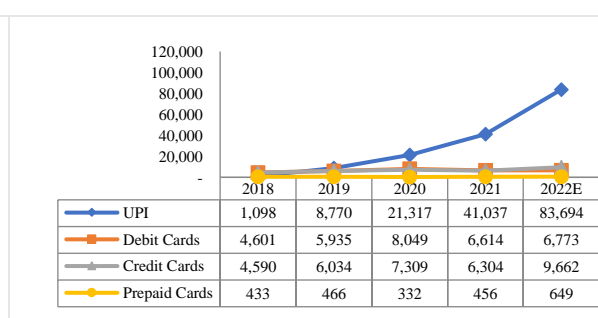 120,000
100,000
80,000
60,000
40,000
20,000
-
2018 2019 2020 2021 2022E
UPI 1,098 8,770 21,317 41,037 83,694
Debit Cards 4,601 5,935 8,049 6,614 6,773
Credit Cards 4,590 6,034 7,309 6,304 9,662
Prepaid Cards 433 466 332 456 649